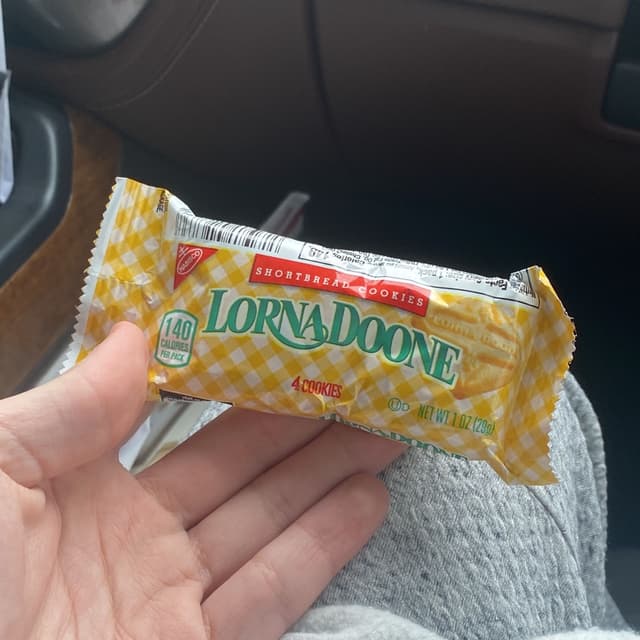 SHORTBREAD COOKIES
LORNA DOONE
140
CALORIES
PER PACK
4 COOKIES
U D NET WT 1 OZ (28g)